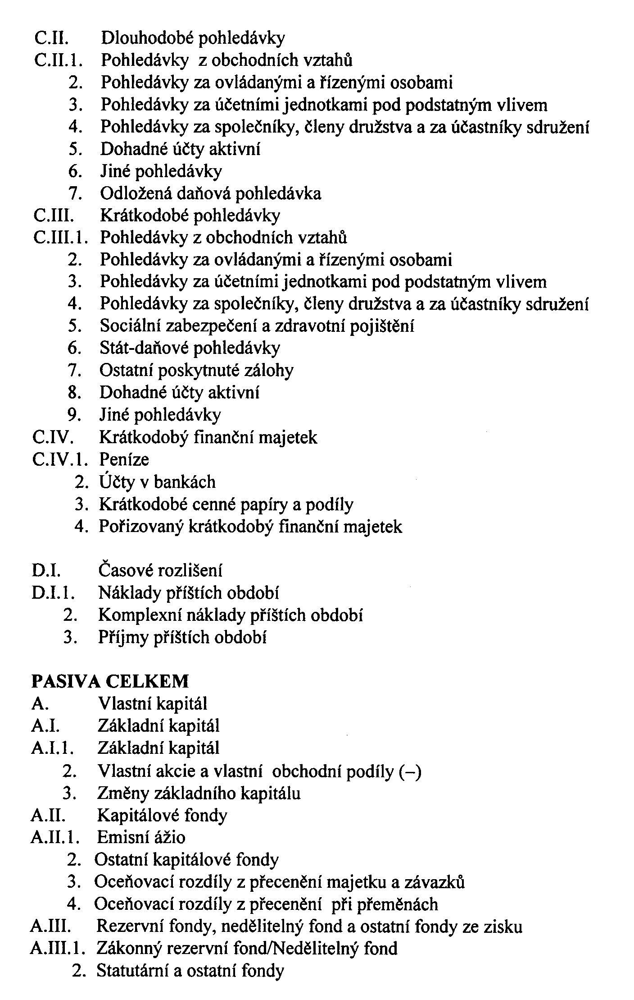 C.II. Dlouhodobé pohledávky
C.II.1. Pohledávky z obchodních vztahů
2. Pohledávky za ovládanými a řízenými osobami
3. Pohledávky za účetními jednotkami pod podstatným vlivem
4. Pohledávky za společníky, členy družstva a za účastníky sdružení
5. Dohadné účty aktivní
6. Jiné pohledávky
7. Odložená daňová pohledávka
C.III. Krátkodobé pohledávky
C.III.1. Pohledávky z obchodních vztahů
2. Pohledávky za ovládanými a řízenými osobami
3. Pohledávky za účetními jednotkami pod podstatným vlivem
4. Pohledávky za společníky, členy družstva a za účastníky sdružení
5. Sociální zabezpečení a zdravotní pojištění
6. Stát-daňové pohledávky
7. Ostatní poskytnuté zálohy
8. Dohadné účty aktivní
9. Jiné pohledávky
C.IV. Krátkodobý finanční majetek
C.IV.1. Peníze
2. Účty v bankách
3. Krátkodobé cenné papíry a podíly
4. Pořizovaný krátkodobý finanční majetek
D.I. Časové rozlišení
D.I.1. Náklady příštích období
2. Komplexní náklady příštích období
3. Příjmy příštích období
PASIVA CELKEM
A. Vlastní kapitál
A.I. Základní kapitál
A.I.1. Základní kapitál
2. Vlastní akcie a vlastní obchodní podíly (–)
3. Změny základního kapitálu
A.II. Kapitálové fondy
A.II.1. Emisní ážio
2. Ostatní kapitálové fondy
3. Oceňovací rozdíly z přecenění majetku a závazků
4. Oceňovací rozdíly z přecenění při přeměnách
A.III. Rezervní fondy, nedělitelný fond a ostatní fondy ze zisku
A.III.1. Zákonný rezervní fond/Nedělitelný fond
2. Statutární a ostatní fondy